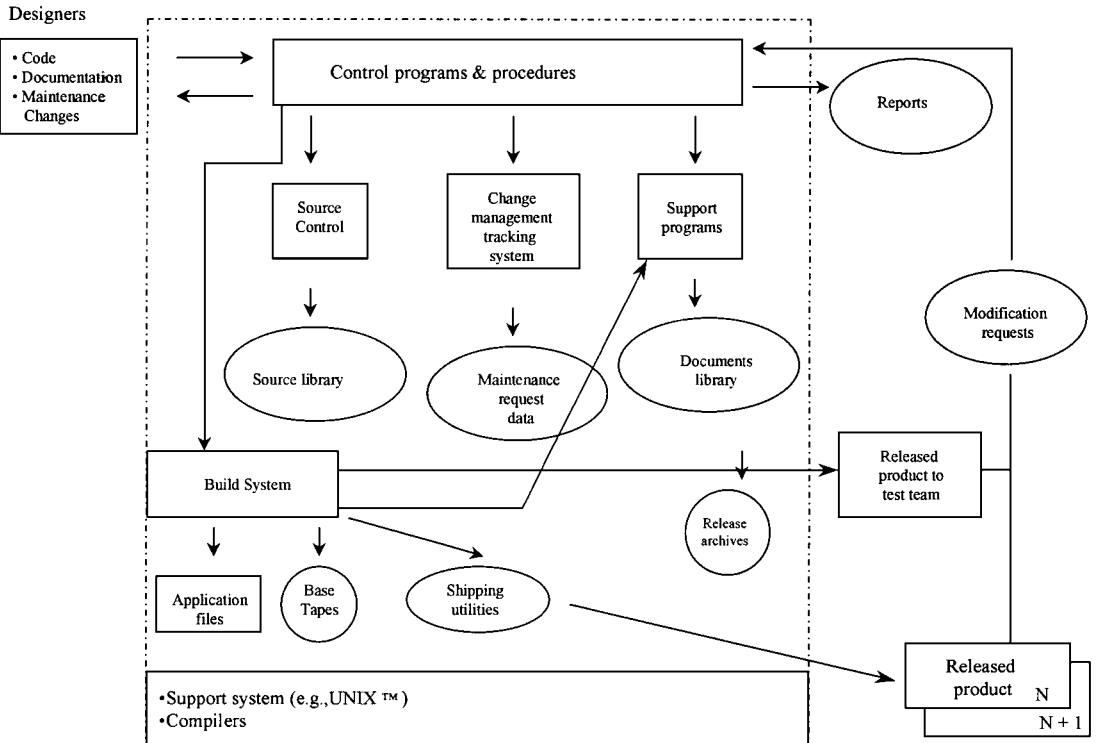 Designers
• Code
• Documentation
• Maintenance
Changes
Control programs & procedures
Reports
Source
Control
Change
management
tracking
system
Support
programs
Modification
requests
Source library
Maintenance
request
data
Documents
library
Build System
Released
product to
test team
Release
archives
Application
files
Base
Tapes
Shipping
utilities
Released
product
N
N + 1
•Support system (e.g.,UNIX ™)
•Compilers